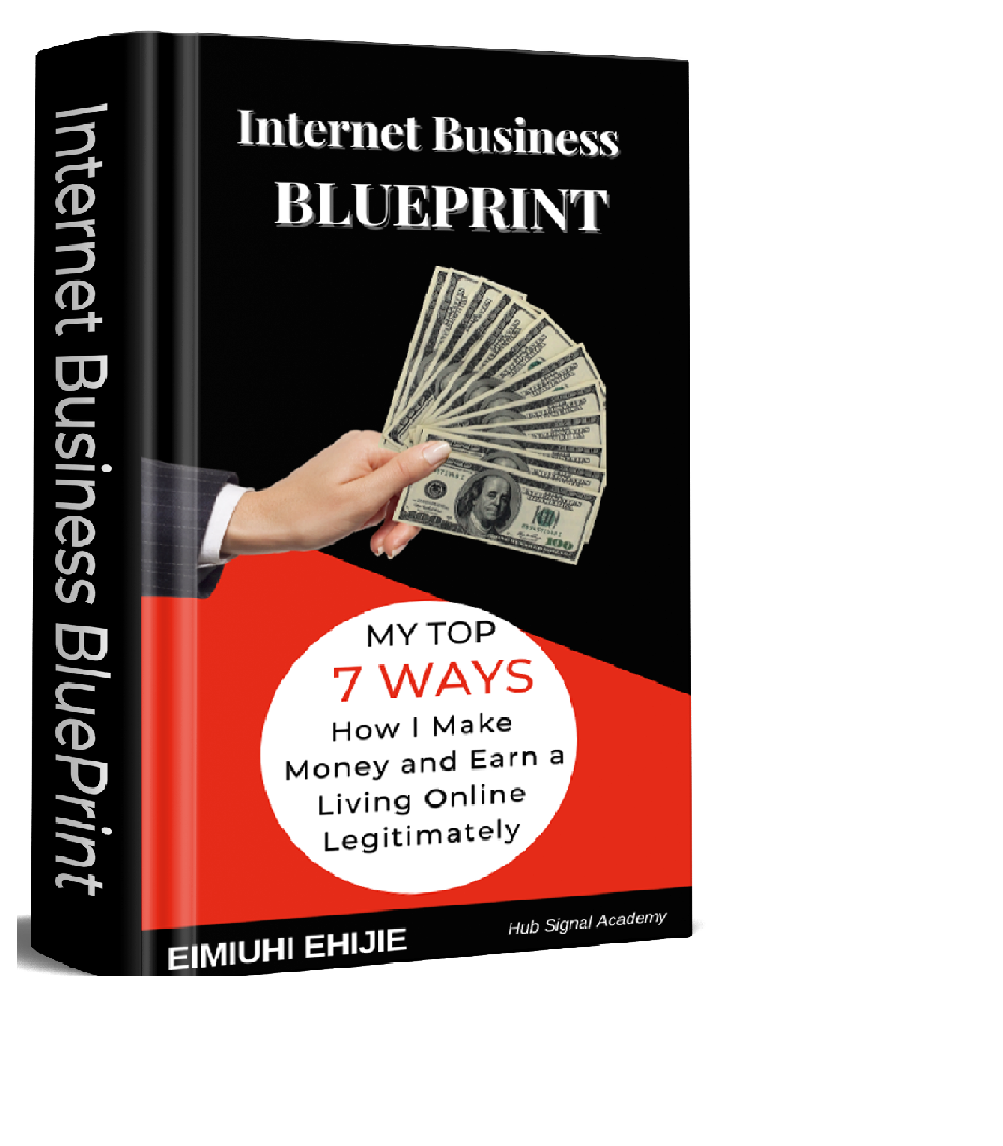 Internet Business BluePrint
Internet Business
BLUEPRINT
MY TOP
7 WAYS
How I Make
Money and Earn a
Living Online
Legitimately
EIMIUHI EHIJIE
Hub Signal Academy
100